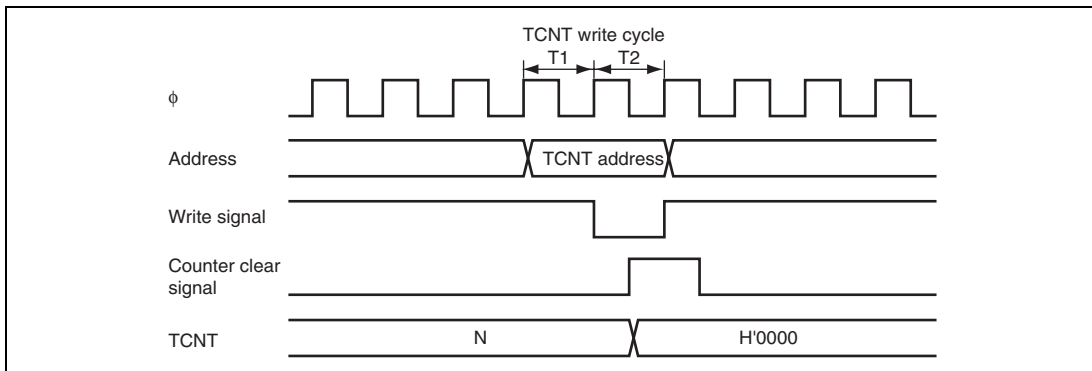 TCNT write cycle
T1 T2
ϕ
Address
TCNT address
Write signal
Counter clear
signal
TCNT
N
H'0000